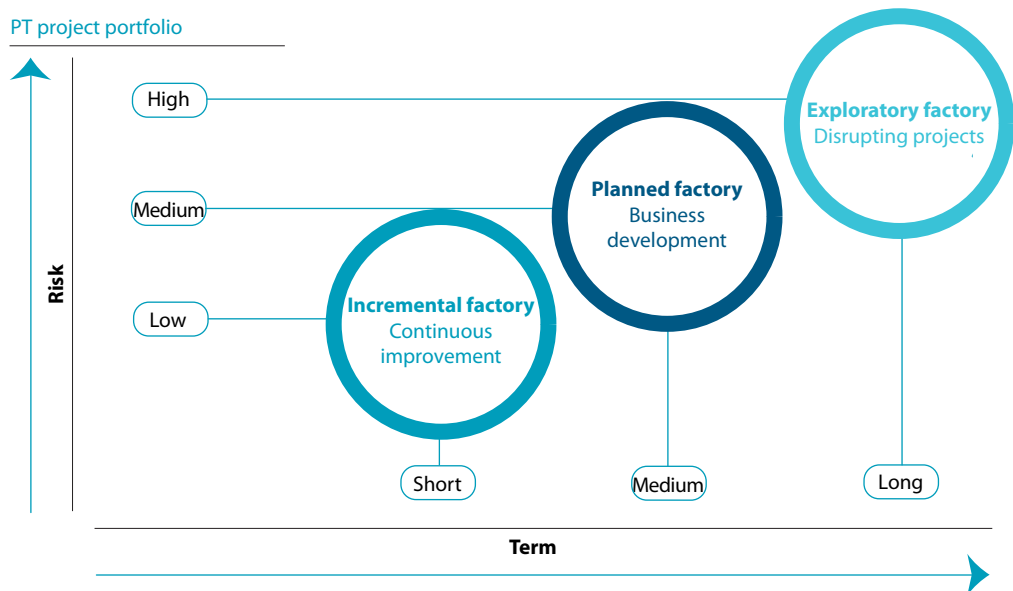 PT project portfolio
High
Exploratory factory
Disrupting projects
Planned factory
Business
development
Medium
Incremental factory
Continuous
improvement
Low
Risk
Short
Medium
Long
Term